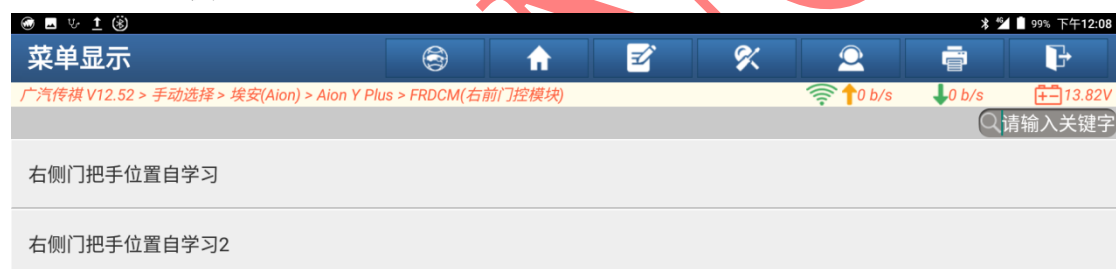 4G 99% 下午12:08
菜单显示
广汽传祺 V12.52 > 手动选择 > 埃安(Aion) > Aion Y Plus > FRDCM(右前门控模块) 0 b/s 0 b/s 13.82V
请输入关键字
右侧门把手位置自学习
右侧门把手位置自学习2